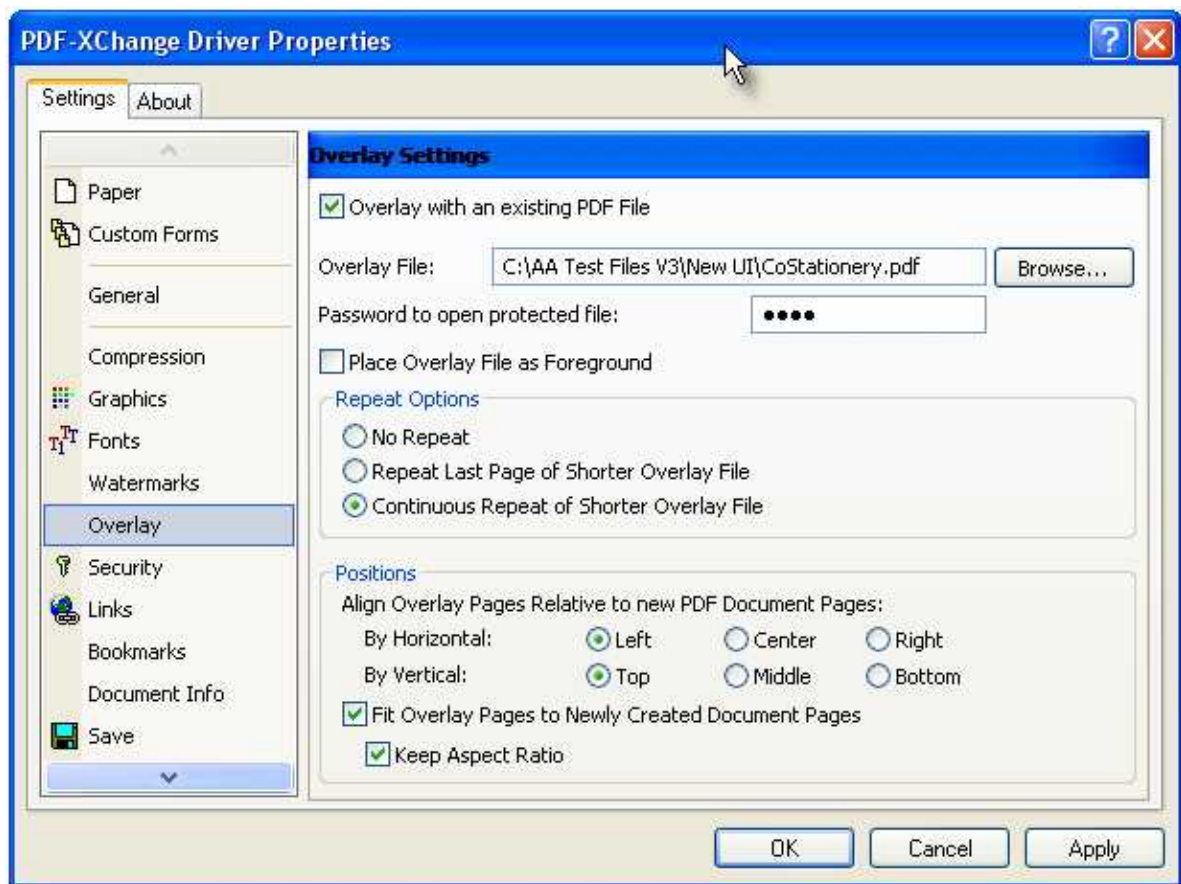 PDF-XChange Driver Properties
Settings
About
Paper
Custom Forms
General
Compression
Graphics
Fonts
Watermarks
Overlay
Security
Links
Bookmarks
Document Info
Save
Overlay Settings
Overlay with an existing PDF File
Overlay File: C:\AA Test Files V3\New UI\CoStationery.pdf Browse...
Password to open protected file: ••••
Place Overlay File as Foreground
Repeat Options
No Repeat
Repeat Last Page of Shorter Overlay File
Continuous Repeat of Shorter Overlay File
Positions
Align Overlay Pages Relative to new PDF Document Pages:
By Horizontal: Left Center Right
By Vertical: Top Middle Bottom
Fit Overlay Pages to Newly Created Document Pages
Keep Aspect Ratio
OK Cancel Apply